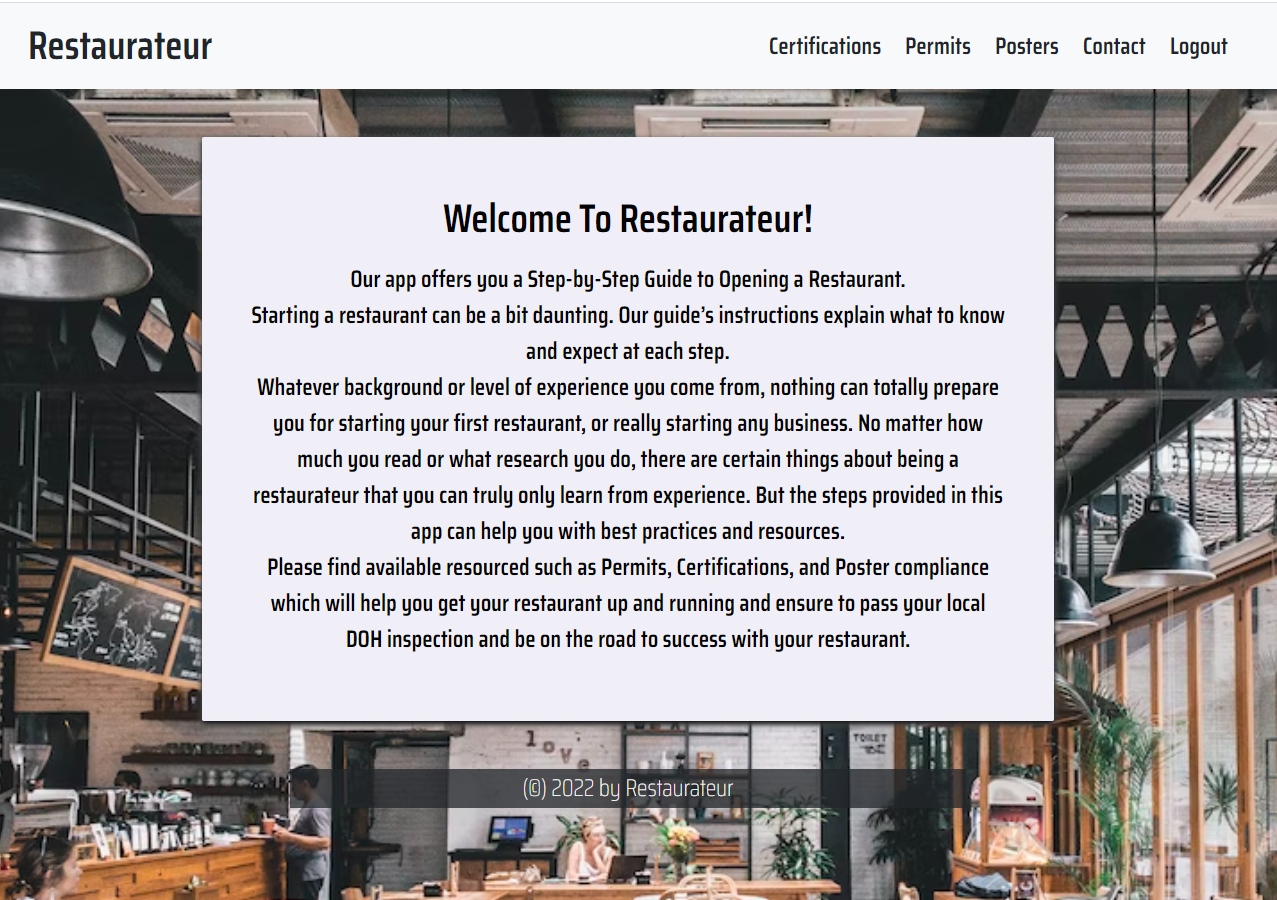 Restaurateur
Certifications Permits Posters Contact Logout
Welcome To Restaurateur!
Our app offers you a Step-by-Step Guide to Opening a Restaurant.
Starting a restaurant can be a bit daunting. Our guide’s instructions explain what to know
and expect at each step.
Whatever background or level of experience you come from, nothing can totally prepare
you for starting your first restaurant, or really starting any business. No matter how
much you read or what research you do, there are certain things about being a
restaurateur that you can truly only learn from experience. But the steps provided in this
app can help you with best practices and resources.
Please find available resourced such as Permits, Certifications, and Poster compliance
which will help you get your restaurant up and running and ensure to pass your local
DOH inspection and be on the road to success with your restaurant.
love
TOILET
(©) 2022 by Restaurateur